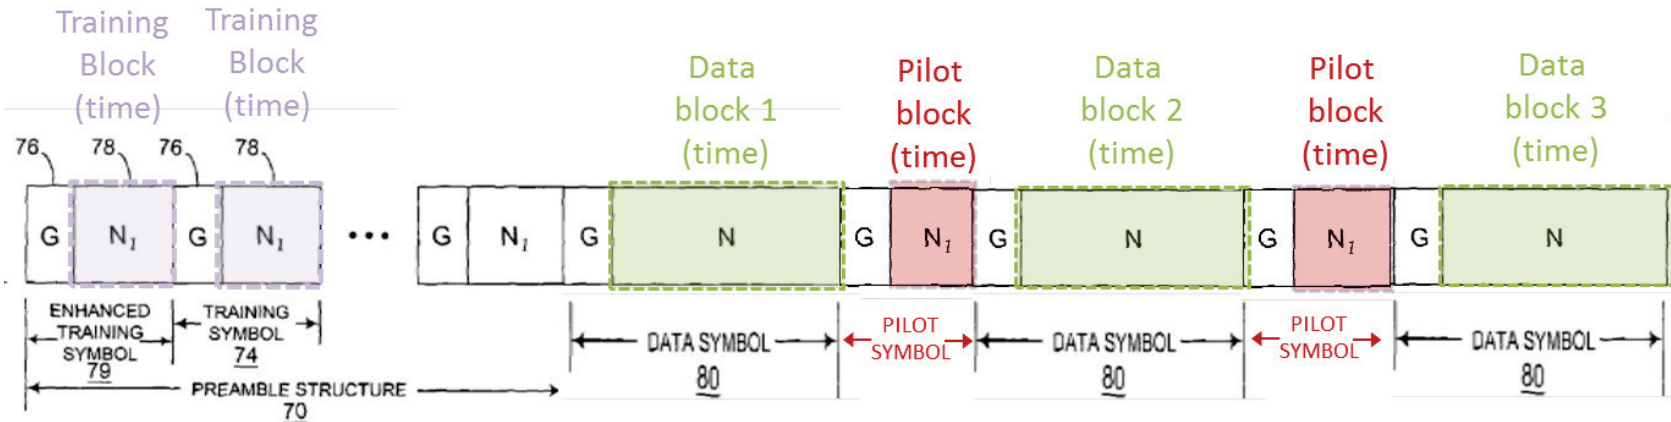 Training
Block
(time)
Training
Block
(time)
Data
block 1
(time)
Pilot
block
(time)
Data
block 2
(time)
Pilot
block
(time)
Data
block 3
(time)
76 78 76 78
G N1 G N1 ••• G N1 G N G N1 G N G N1 G N
ENHANCED
TRAINING
SYMBOL
79
TRAINING
SYMBOL
74
PREAMBLE STRUCTURE
70
DATA SYMBOL
80
PILOT
SYMBOL
DATA SYMBOL
80
PILOT
SYMBOL
DATA SYMBOL
80